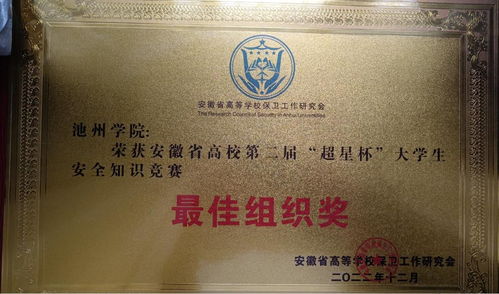 安徽省高等学校保卫工作研究会
The Research Council of Security in Anhui Universities
池州学院:
荣获安徽省高校第二届“超星杯”大学生
安全知识竞赛
最佳组织奖
安徽省高等学校保卫工作研究会
二〇二二年十二月